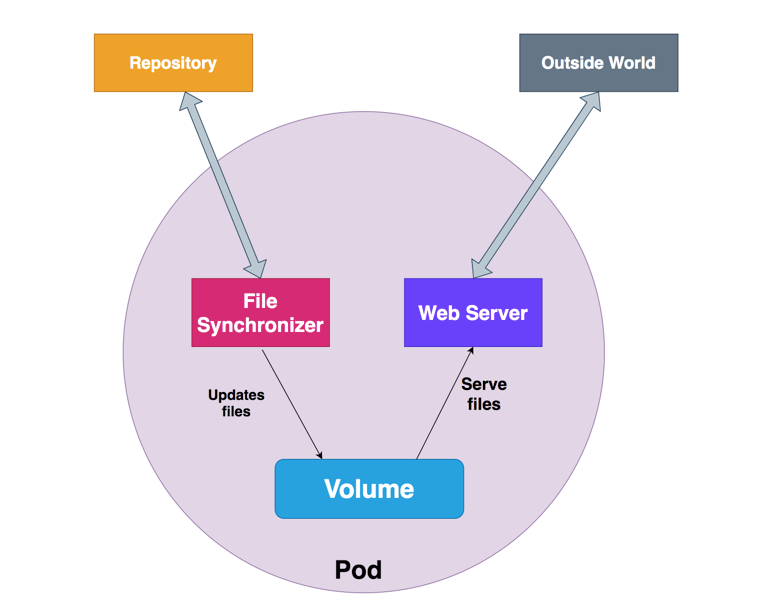 Repository
Outside World
File
Synchronizer
Web Server
Updates
files
Serve
files
Volume
Pod